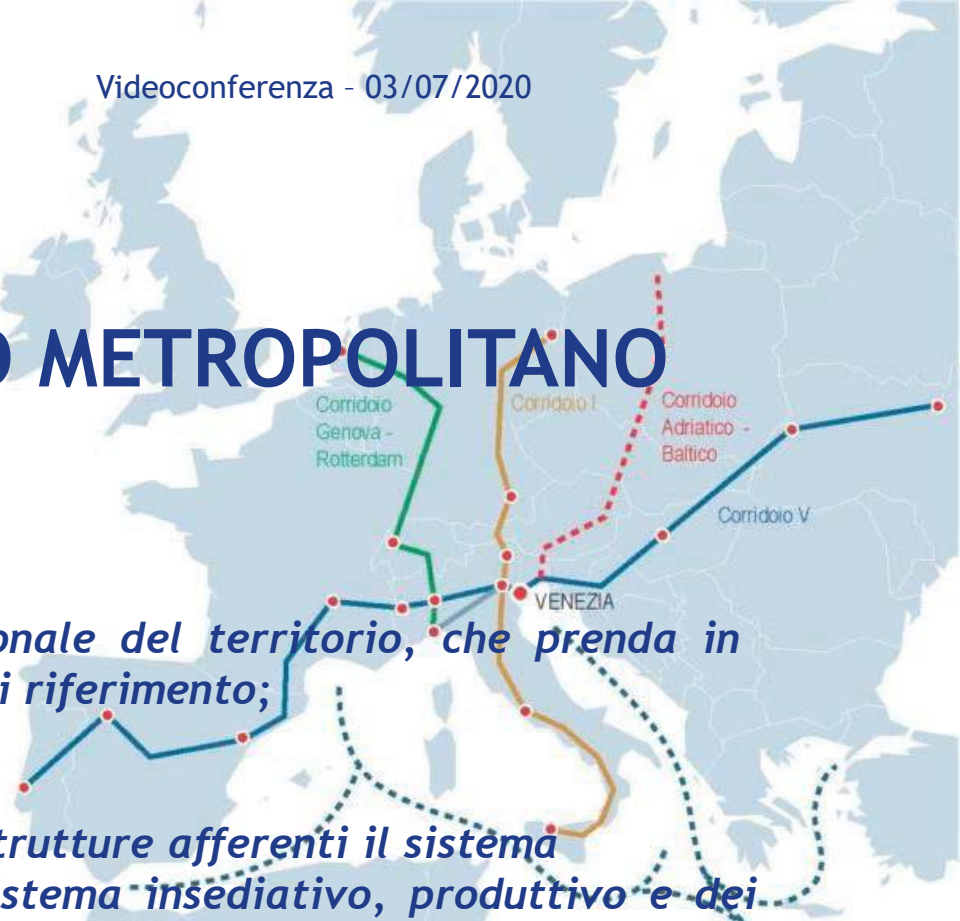 Videoconferenza – 03/07/2020
O METROPOLITANO
Corridoio
Genova -
Rotterdam
Corridoio I
Corridoio
Adriatico -
Baltico
Corridoio V
VENEZIA
onale del territorio, che prenda in
i riferimento;
trutture afferenti il sistema
istema insediativo, produttivo e dei